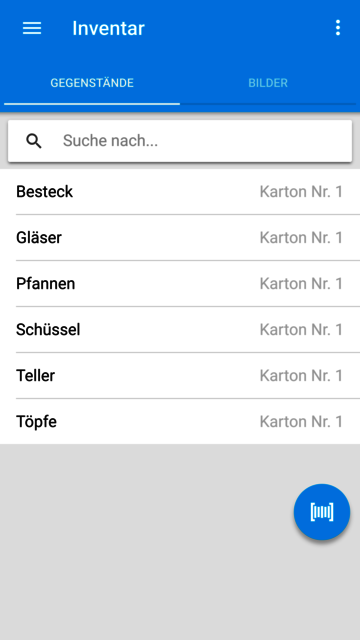 Inventar
GEGENSTÄNDE BILDER
Suche nach...
Besteck Karton Nr. 1
Gläser Karton Nr. 1
Pfannen Karton Nr. 1
Schüssel Karton Nr. 1
Teller Karton Nr. 1
Töpfe Karton Nr. 1